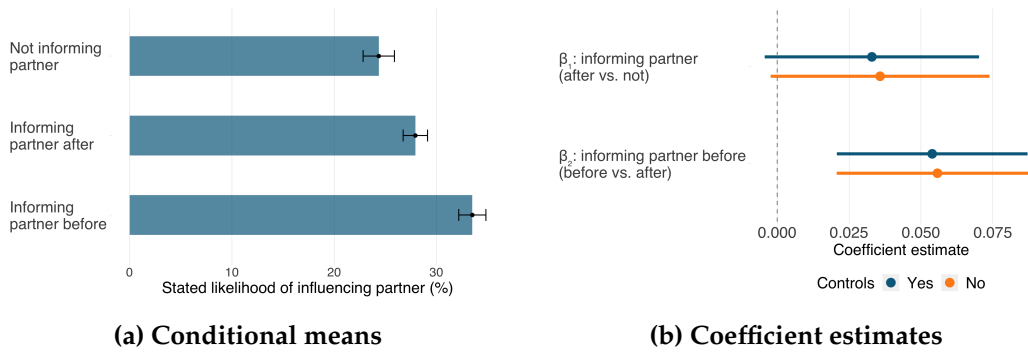 Not informing
partner
Informing
partner after
Informing
partner before
0 10 20 30
Stated likelihood of influencing partner (%)
(a) Conditional means
β₁: informing partner
(after vs. not)
β₂: informing partner before
(before vs. after)
0.000 0.025 0.050 0.075
Coefficient estimate
Controls Yes No
(b) Coefficient estimates